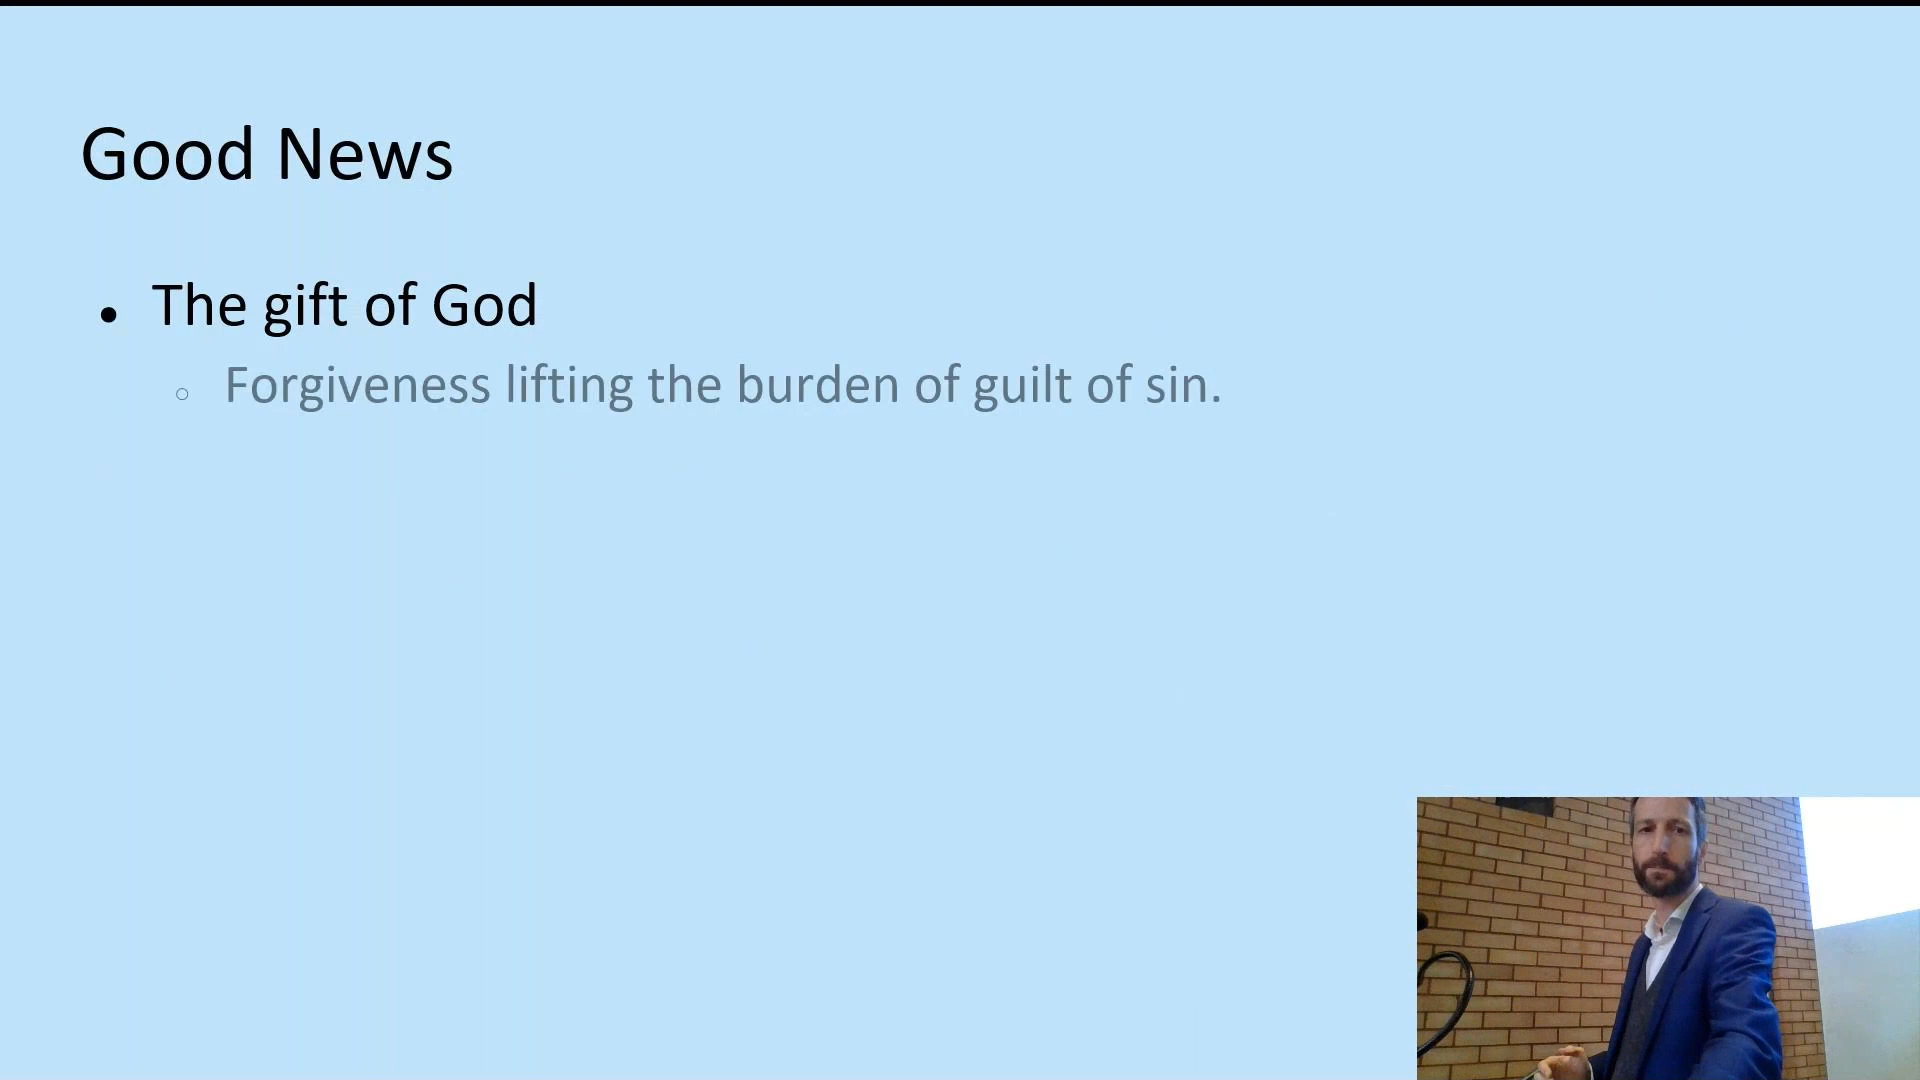 Good News
• The gift of God
○ Forgiveness lifting the burden of guilt of sin.